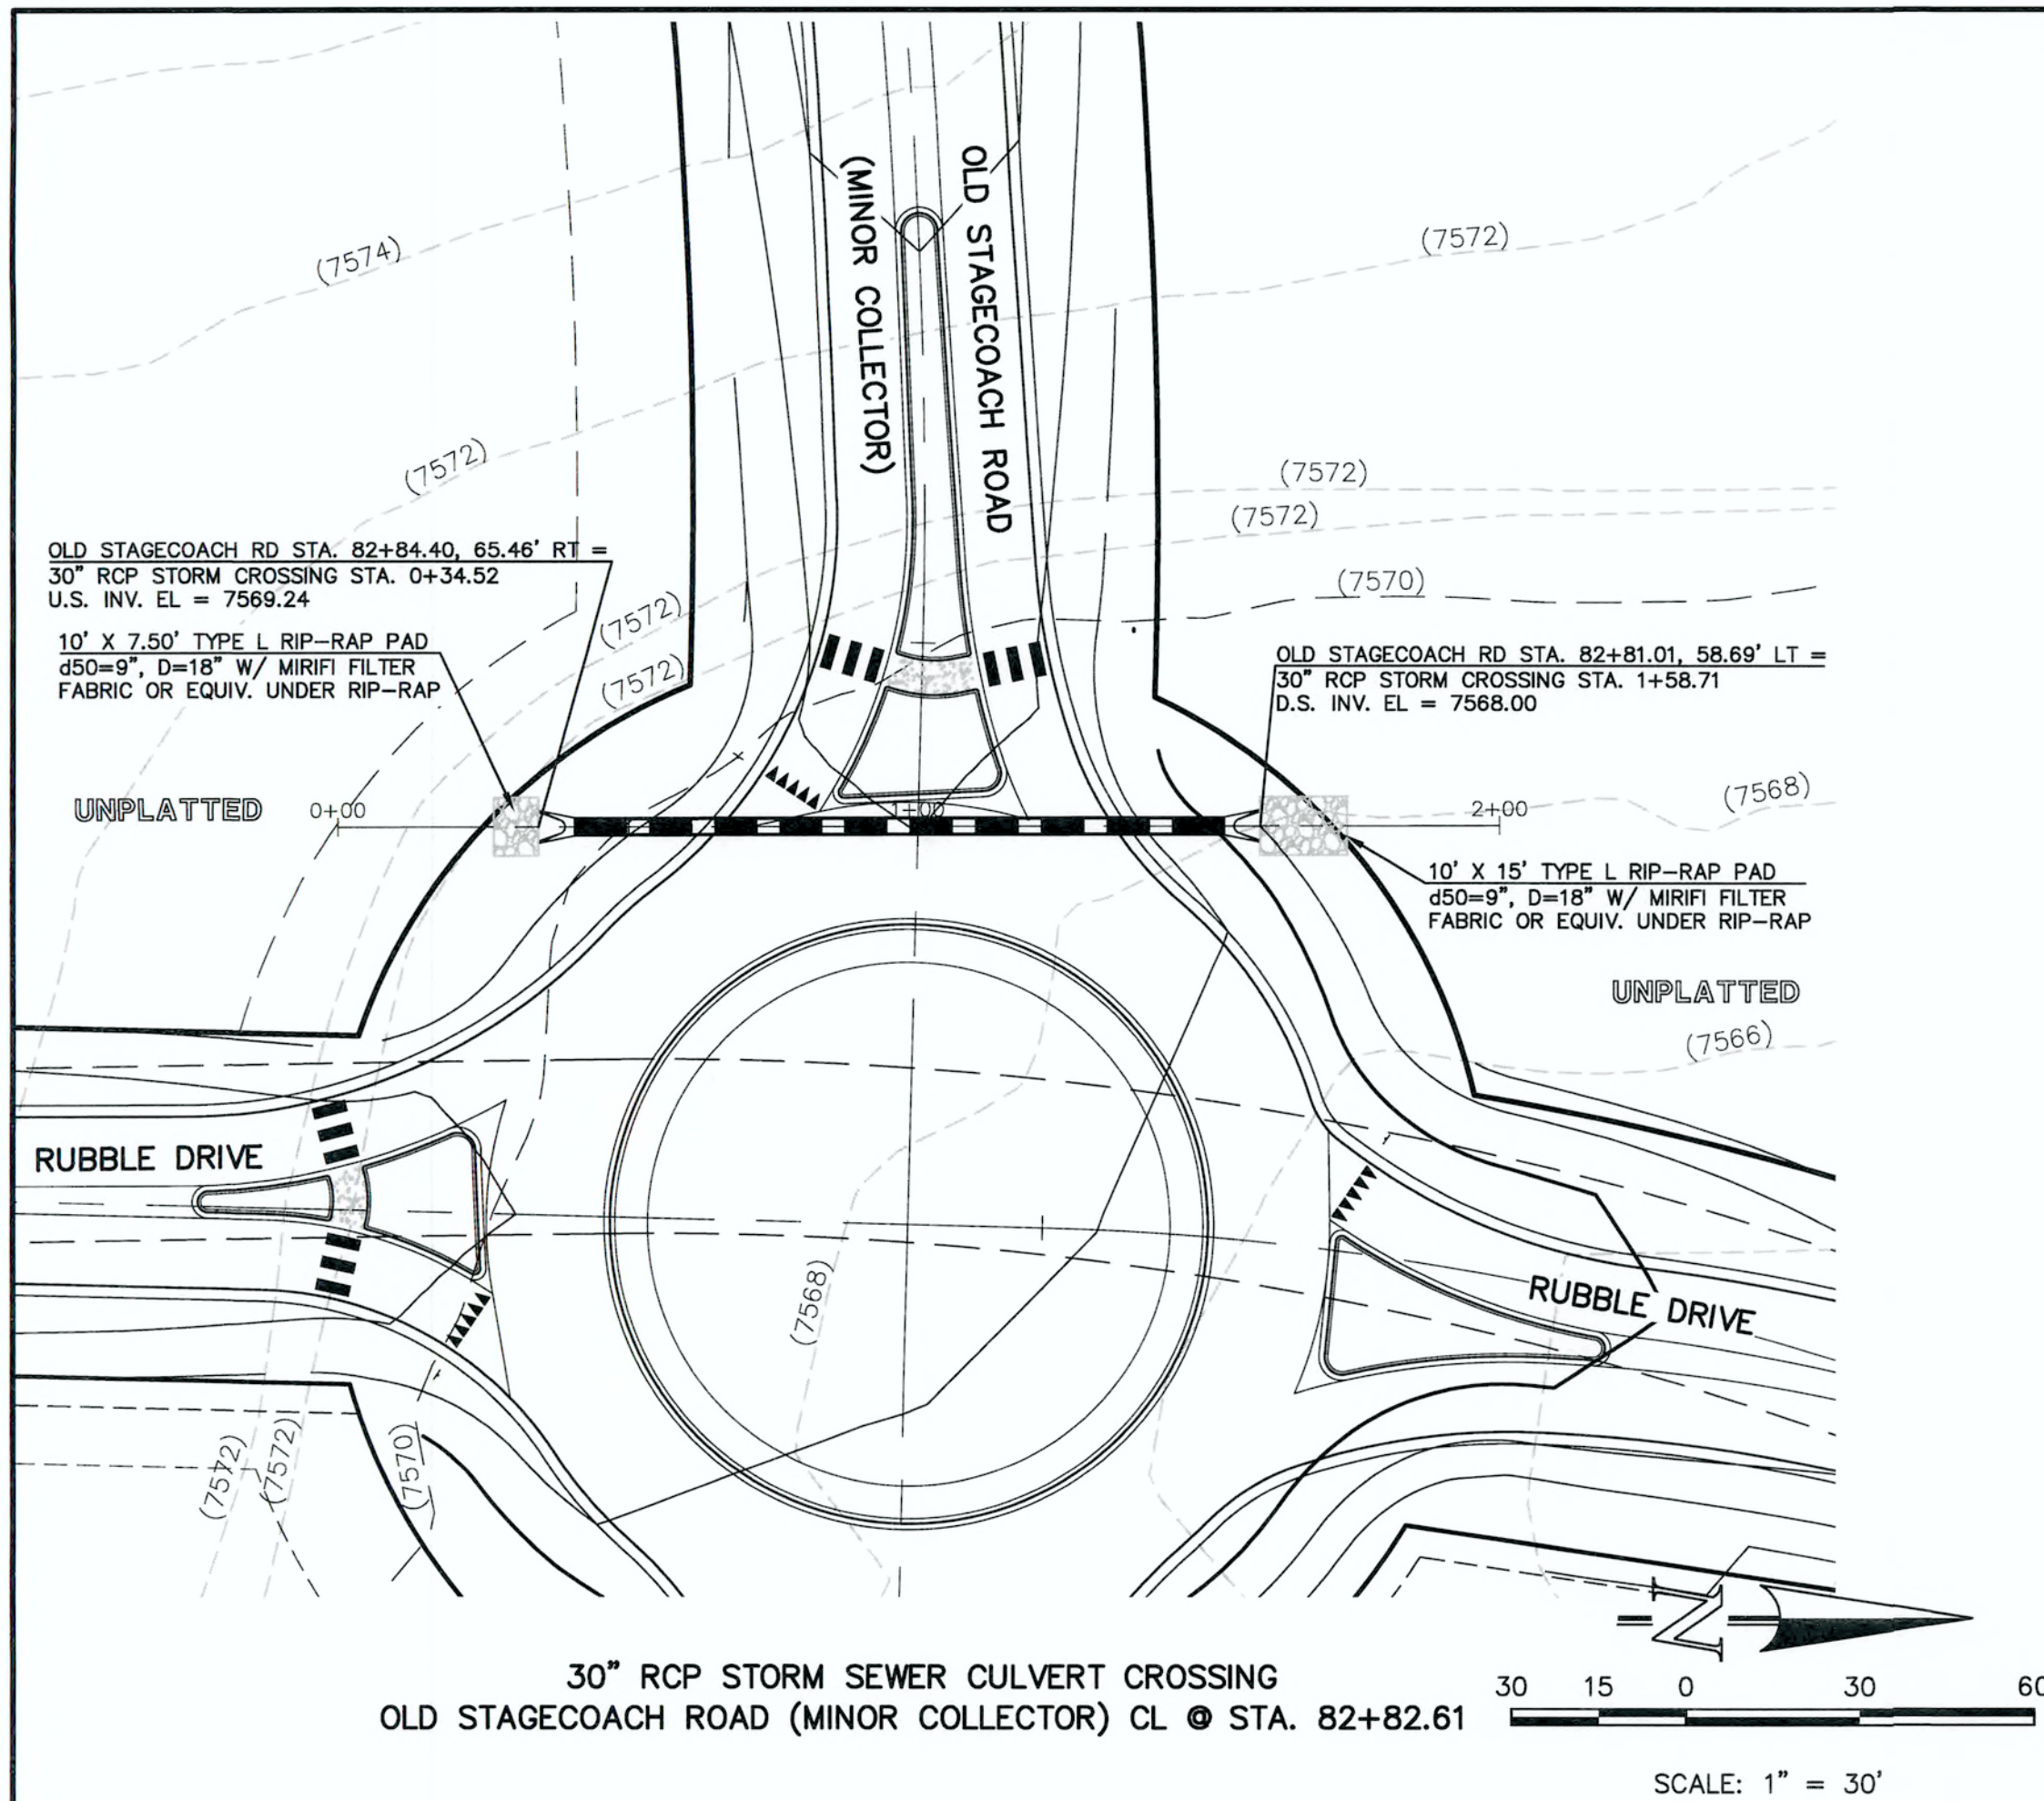 (MINOR COLLECTOR)
OLD STAGECOACH ROAD
(7574)
(7572)
(7572)
(7572)
(7572)
OLD STAGECOACH RD STA. 82+84.40, 65.46' RT =
30" RCP STORM CROSSING STA. 0+34.52
U.S. INV. EL = 7569.24
(7570)
(7572)
10' X 7.50' TYPE L RIP-RAP PAD
d50=9", D=18" W/ MIRIFI FILTER
FABRIC OR EQUIV. UNDER RIP-RAP
(7572)
OLD STAGECOACH RD STA. 82+81.01, 58.69' LT =
30" RCP STORM CROSSING STA. 1+58.71
D.S. INV. EL = 7568.00
UNPLATTED
0+00
1+00
2+00
(7568)
10' X 15' TYPE L RIP-RAP PAD
d50=9", D=18" W/ MIRIFI FILTER
FABRIC OR EQUIV. UNDER RIP-RAP
UNPLATTED
(7566)
RUBBLE DRIVE
(7568)
RUBBLE DRIVE
(7572)
(7572)
(7570)
N
30" RCP STORM SEWER CULVERT CROSSING
OLD STAGECOACH ROAD (MINOR COLLECTOR) CL @ STA. 82+82.61
30 15 0 30 60
SCALE: 1" = 30'